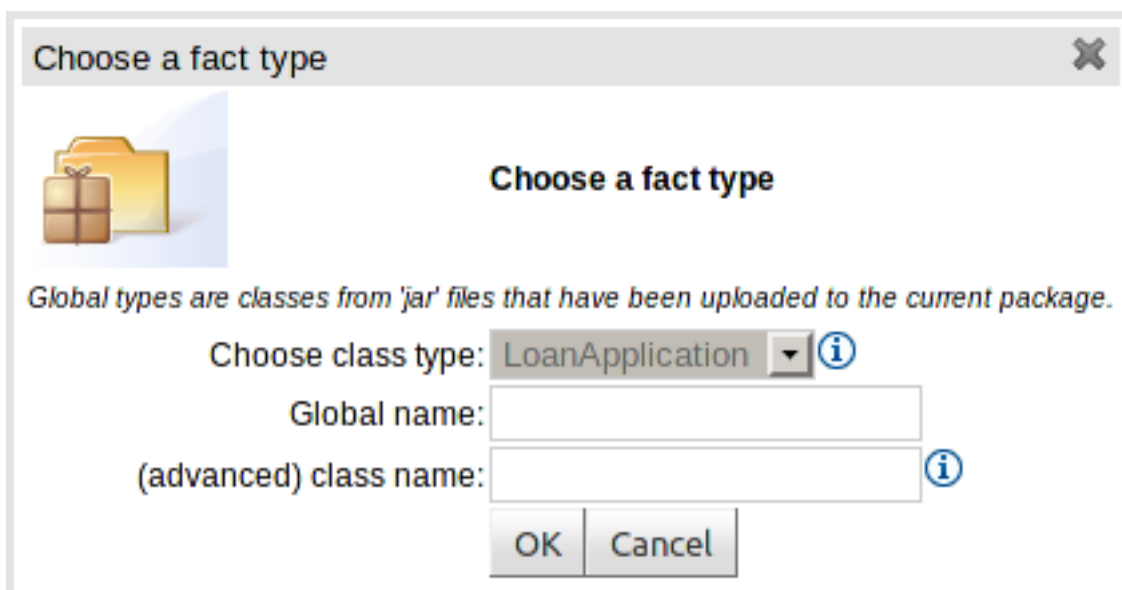 Choose a fact type
Choose a fact type
Global types are classes from 'jar' files that have been uploaded to the current package.
Choose class type: LoanApplication
Global name:
(advanced) class name:
OK Cancel